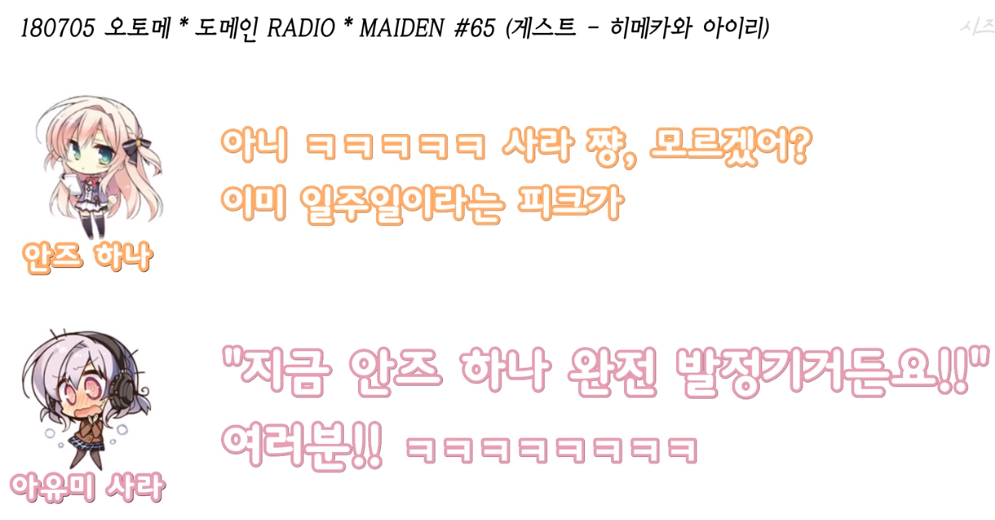 180705 오토메 * 도메인 RADIO * MAIDEN #65 (게스트 - 히메카와 아이리)
시즈
아니 ㅋㅋㅋㅋㅋ 사라 쨩, 모르겠어?
이미 일주일이라는 피크가
안즈 하나
"지금 안즈 하나 완전 발정기거든요!!"
여러분!! ㅋㅋㅋㅋㅋㅋㅋㅋ
아유미 사라